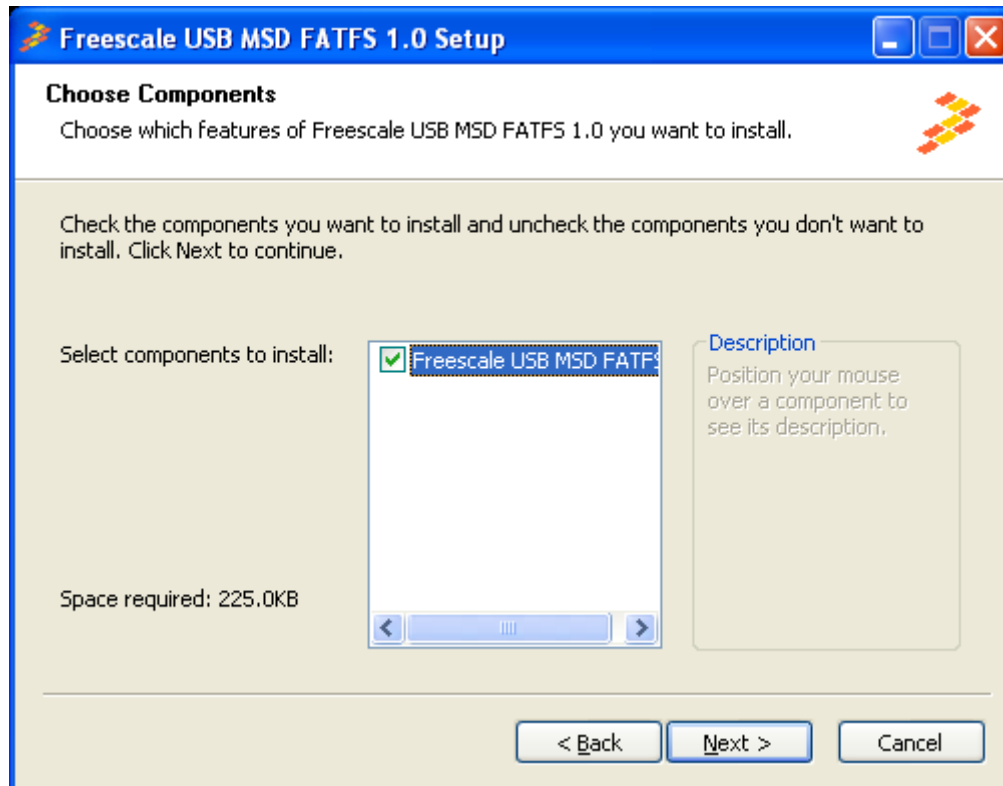 Freescale USB MSD FATFS 1.0 Setup
Choose Components
Choose which features of Freescale USB MSD FATFS 1.0 you want to install.
Check the components you want to install and uncheck the components you don't want to
install. Click Next to continue.
Select components to install:
Freescale USB MSD FATFS
Description
Position your mouse
over a component to
see its description.
Space required: 225.0KB
< Back
Next >
Cancel